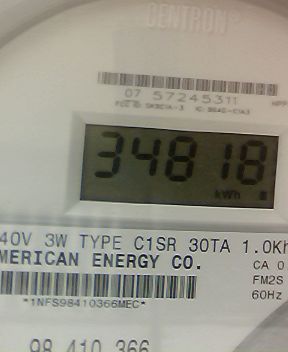 CENTRON®
07 57245311
34818
kWh
40V 3W TYPE C1SR 30TA 1.0Kh
MERICAN ENERGY CO.
CA 0
FM2S
*1NFS98410366MEC*
60Hz
98 410 366